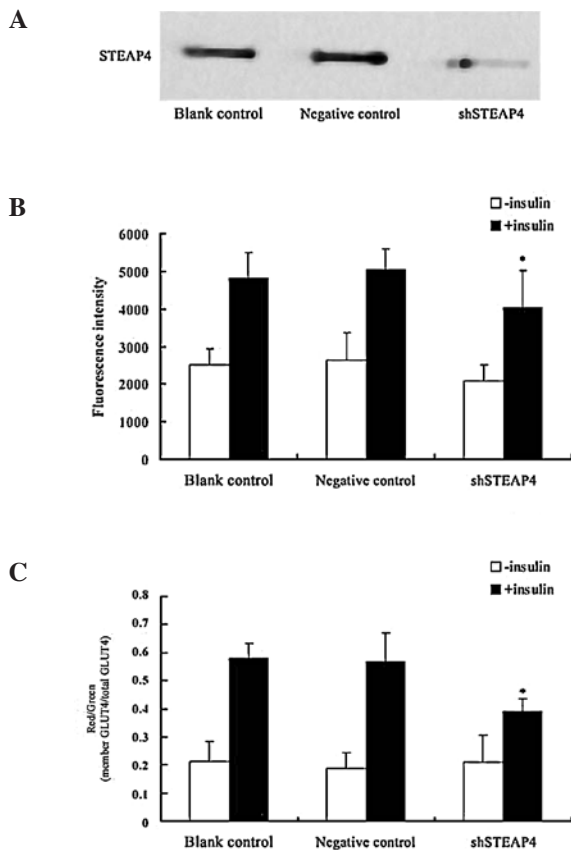 A
STEAP4
Blank control Negative control shSTEAP4
B
-insulin
+insulin
Fluorescence intensity
6000
5000
4000
3000
2000
1000
0
Blank control Negative control shSTEAP4
C
-insulin
+insulin
Red/Green
(member GLUT4/total GLUT4)
0.8
0.7
0.6
0.5
0.4
0.3
0.2
0.1
0
Blank control Negative control shSTEAP4